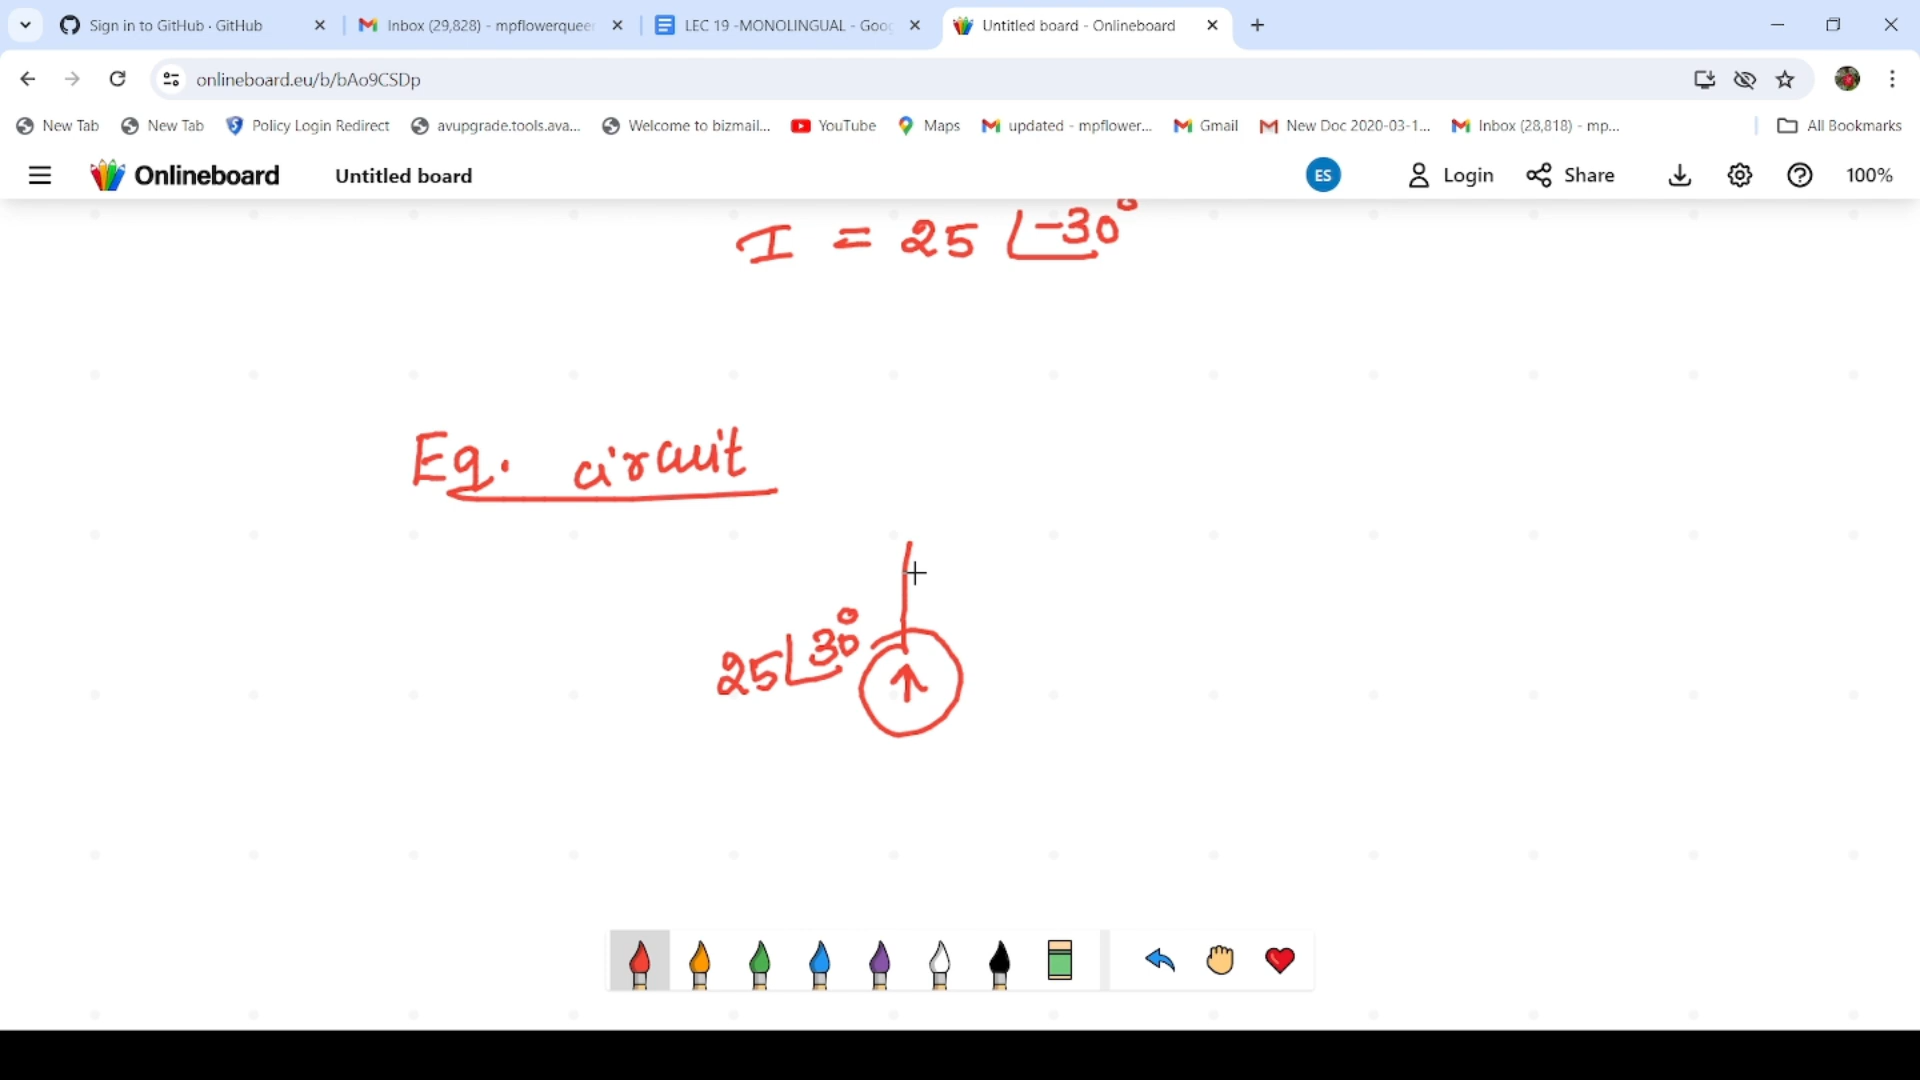 Sign in to GitHub · GitHub
Inbox (29,828) - mpflowerqueen
LEC 19 -MONOLINGUAL - Goog
Untitled board - Onlineboard
onlineboard.eu/b/bAo9CSDp
New Tab
New Tab
Policy Login Redirect
avupgrade.tools.ava...
Welcome to bizmail...
YouTube
Maps
updated - mpflower...
Gmail
New Doc 2020-03-1...
Inbox (28,818) - mp...
All Bookmarks
Onlineboard
Untitled board
ES
Login
Share
100%
I = 25 ∠-30°
Eq. circuit
25∠30°